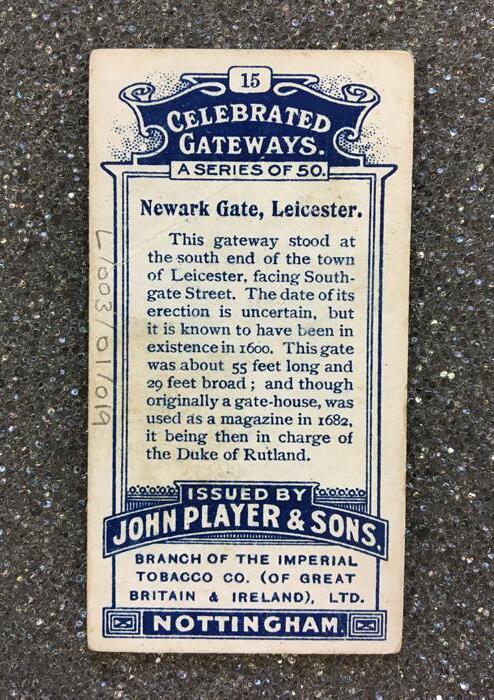 15
CELEBRATED
GATEWAYS.
A SERIES OF 50.
Newark Gate, Leicester.
This gateway stood at
the south end of the town
of Leicester, facing South-
gate Street. The date of its
erection is uncertain, but
it is known to have been in
existence in 1600. This gate
was about 55 feet long and
29 feet broad; and though
originally a gate-house, was
used as a magazine in 1682,
it being then in charge of
the Duke of Rutland.
ISSUED BY
JOHN PLAYER & SONS,
BRANCH OF THE IMPERIAL
TOBACCO CO. (OF GREAT
BRITAIN & IRELAND), LTD.
NOTTINGHAM.
L/003/01/019